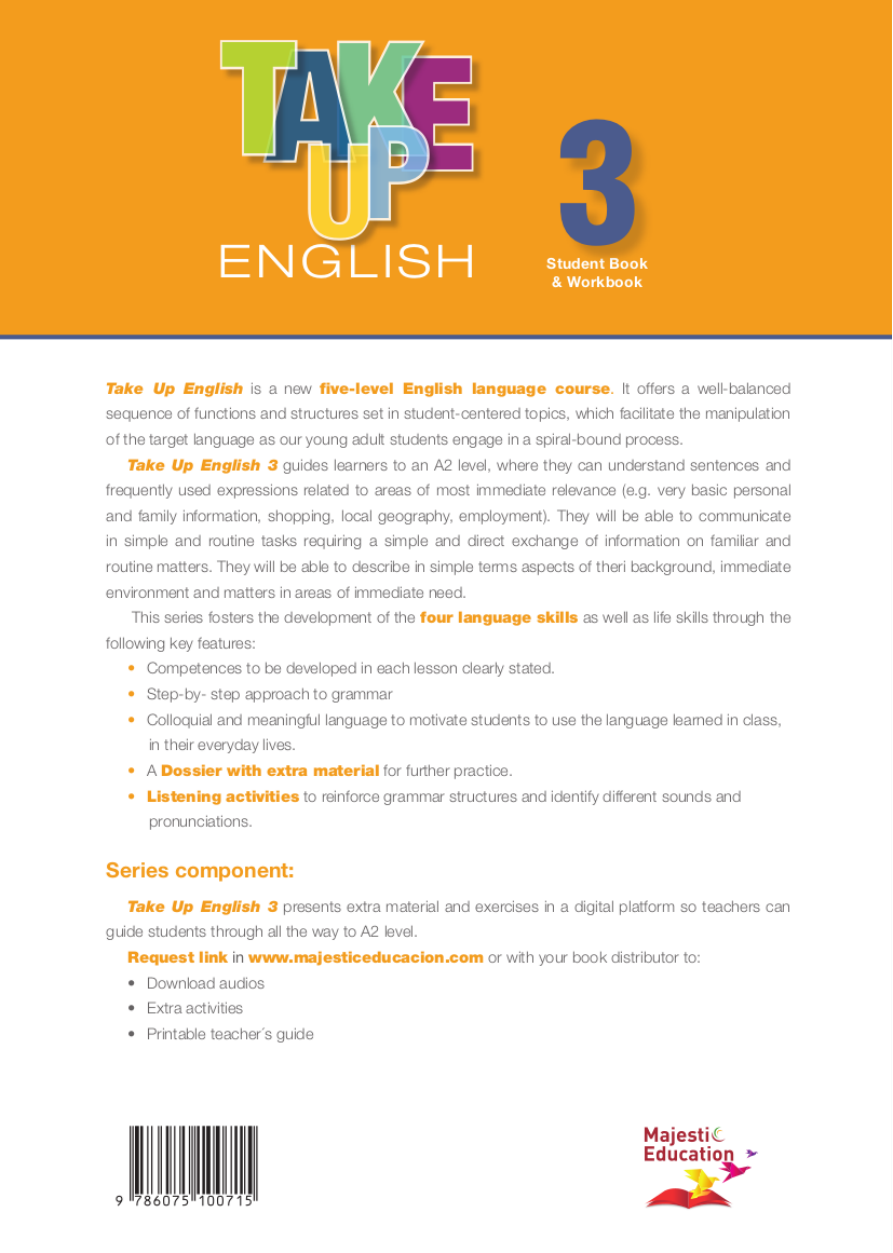 TAKE
UP
ENGLISH
3
Student Book
& Workbook
Take Up English is a new five-level English language course. It offers a well-balanced
sequence of functions and structures set in student-centered topics, which facilitate the manipulation
of the target language as our young adult students engage in a spiral-bound process.
Take Up English 3 guides learners to an A2 level, where they can understand sentences and
frequently used expressions related to areas of most immediate relevance (e.g. very basic personal
and family information, shopping, local geography, employment). They will be able to communicate
in simple and routine tasks requiring a simple and direct exchange of information on familiar and
routine matters. They will be able to describe in simple terms aspects of theri background, immediate
environment and matters in areas of immediate need.
This series fosters the development of the four language skills as well as life skills through the
following key features:
• Competences to be developed in each lesson clearly stated.
• Step-by- step approach to grammar
• Colloquial and meaningful language to motivate students to use the language learned in class,
in their everyday lives.
• A Dossier with extra material for further practice.
• Listening activities to reinforce grammar structures and identify different sounds and
pronunciations.
Series component:
Take Up English 3 presents extra material and exercises in a digital platform so teachers can
guide students through all the way to A2 level.
Request link in www.majesticeducacion.com or with your book distributor to:
• Download audios
• Extra activities
• Printable teacher´s guide
9 786075 100715
Majestic
Education